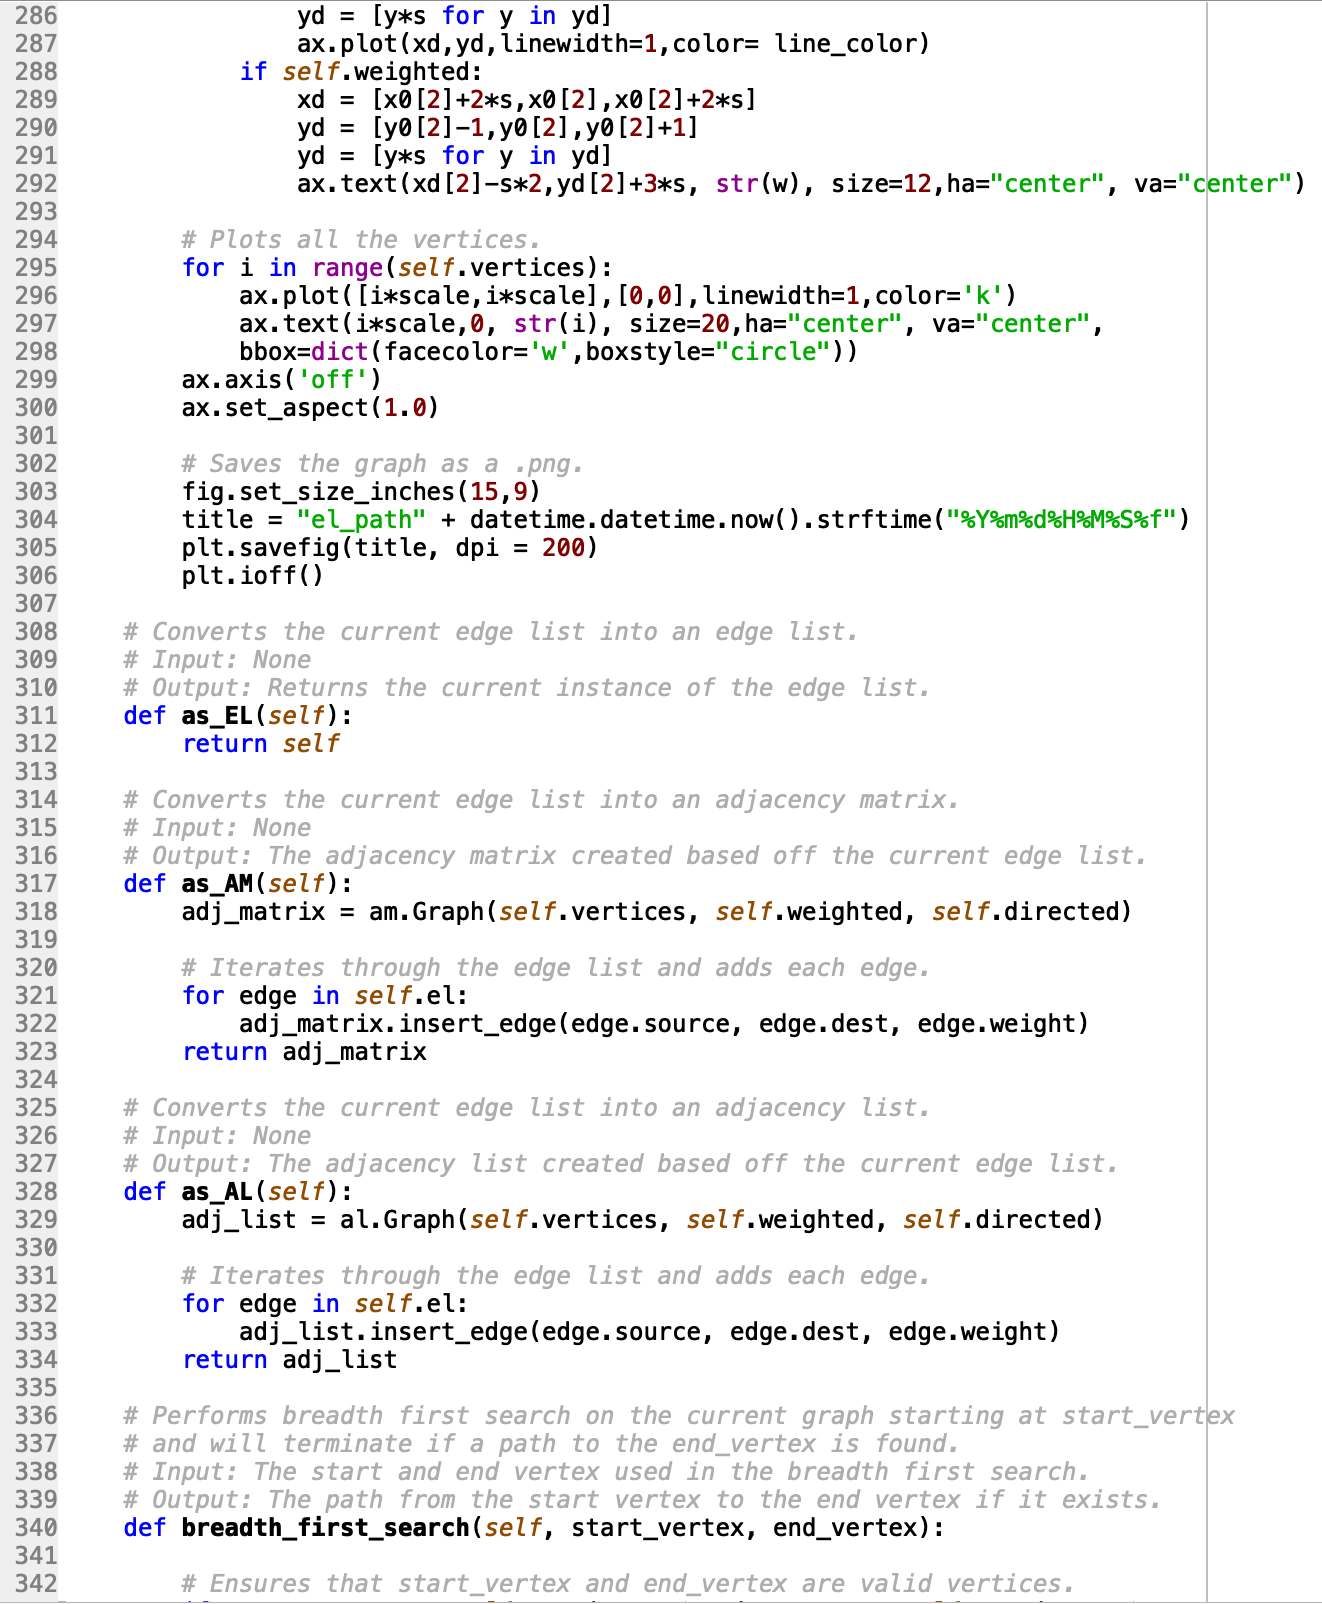 286                 yd = [y*s for y in yd]
287                 ax.plot(xd,yd,linewidth=1,color= line_color)
288             if self.weighted:
289                 xd = [x0[2]+2*s,x0[2],x0[2]+2*s]
290                 yd = [y0[2]-1,y0[2],y0[2]+1]
291                 yd = [y*s for y in yd]
292                 ax.text(xd[2]-s*2,yd[2]+3*s, str(w), size=12,ha="center", va="center")
293
294         # Plots all the vertices.
295         for i in range(self.vertices):
296             ax.plot([i*scale,i*scale],[0,0],linewidth=1,color='k')
297             ax.text(i*scale,0, str(i), size=20,ha="center", va="center",
298             bbox=dict(facecolor='w',boxstyle="circle"))
299         ax.axis('off')
300         ax.set_aspect(1.0)
301
302         # Saves the graph as a .png.
303         fig.set_size_inches(15,9)
304         title = "el_path" + datetime.datetime.now().strftime("%Y%m%d%H%M%S%f")
305         plt.savefig(title, dpi = 200)
306         plt.ioff()
307
308     # Converts the current edge list into an edge list.
309     # Input: None
310     # Output: Returns the current instance of the edge list.
311     def as_EL(self):
312         return self
313
314     # Converts the current edge list into an adjacency matrix.
315     # Input: None
316     # Output: The adjacency matrix created based off the current edge list.
317     def as_AM(self):
318         adj_matrix = am.Graph(self.vertices, self.weighted, self.directed)
319
320         # Iterates through the edge list and adds each edge.
321         for edge in self.el:
322             adj_matrix.insert_edge(edge.source, edge.dest, edge.weight)
323         return adj_matrix
324
325     # Converts the current edge list into an adjacency list.
326     # Input: None
327     # Output: The adjacency list created based off the current edge list.
328     def as_AL(self):
329         adj_list = al.Graph(self.vertices, self.weighted, self.directed)
330
331         # Iterates through the edge list and adds each edge.
332         for edge in self.el:
333             adj_list.insert_edge(edge.source, edge.dest, edge.weight)
334         return adj_list
335
336     # Performs breadth first search on the current graph starting at start_vertex
337     # and will terminate if a path to the end_vertex is found.
338     # Input: The start and end vertex used in the breadth first search.
339     # Output: The path from the start vertex to the end vertex if it exists.
340     def breadth_first_search(self, start_vertex, end_vertex):
341
342         # Ensures that start_vertex and end_vertex are valid vertices.